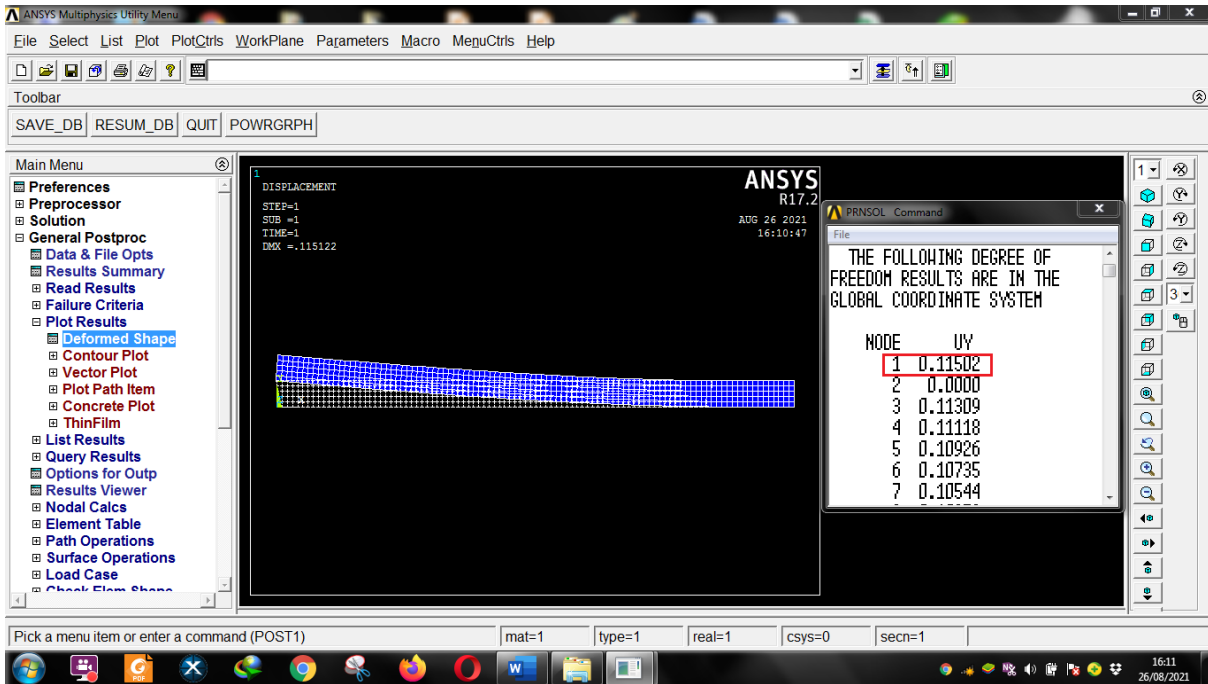 ANSYS Multiphysics Utility Menu
File Select List Plot PlotCtrls WorkPlane Parameters Macro MenuCtrls Help
Toolbar
SAVE_DB RESUM_DB QUIT POWRGRPH
Main Menu
Preferences
Preprocessor
Solution
General Postproc
Data & File Opts
Results Summary
Read Results
Failure Criteria
Plot Results
Deformed Shape
Contour Plot
Vector Plot
Plot Path Item
Concrete Plot
ThinFilm
List Results
Query Results
Options for Outp
Results Viewer
Nodal Calcs
Element Table
Path Operations
Surface Operations
Load Case
Check Elem Shape
1
DISPLACEMENT
STEP=1
SUB =1
TIME=1
DMX =.115122
ANSYS
R17.2
AUG 26 2021
16:10:47
X
PRNSOL Command
File
THE FOLLOWING DEGREE OF
FREEDOM RESULTS ARE IN THE
GLOBAL COORDINATE SYSTEM
NODE UY
1 0.11502
2 0.0000
3 0.11309
4 0.11118
5 0.10926
6 0.10735
7 0.10544
1
3
Pick a menu item or enter a command (POST1) mat=1 type=1 real=1 csys=0 secn=1
16:11
26/08/2021